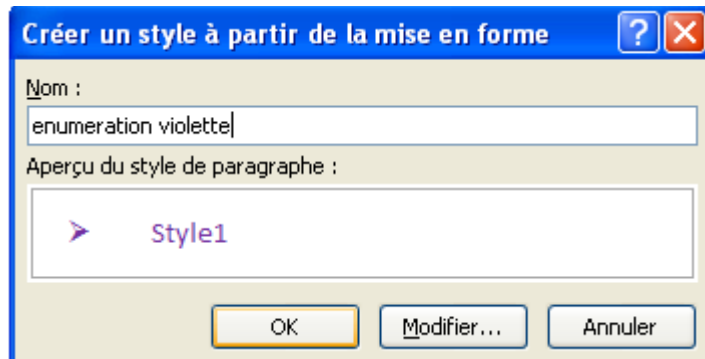 Créer un style à partir de la mise en forme
Nom :
enumeration violette
Aperçu du style de paragraphe :
➤ Style1
OK Modifier... Annuler